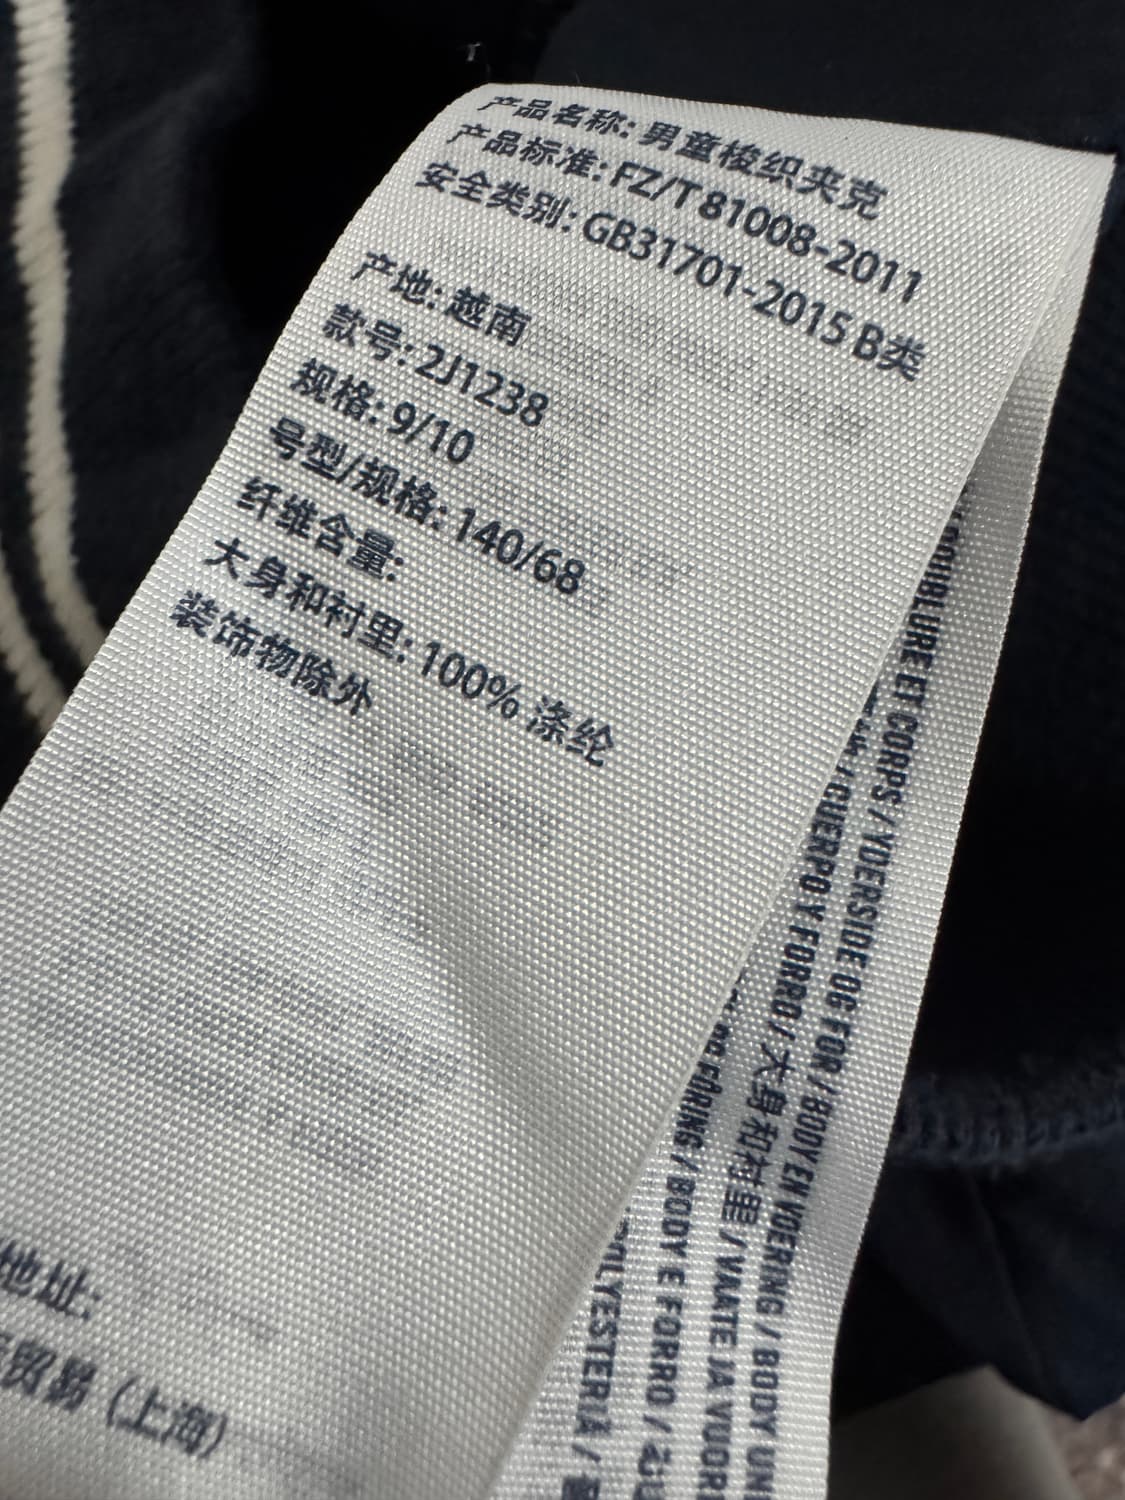 产品名称: 男童梭织夹克
产品标准: FZ/T 81008-2011
安全类别: GB31701-2015 B类
产地: 越南
款号: 2J1238
规格: 9/10
号型/规格: 140/68
纤维含量:
大身和衬里: 100% 涤纶
装饰物除外
地址:
贸易 (上海)
DOUBLURE ET CORPS / YDERSIDE OG FOR / BODY EN VOERING / BODY
/ CUERPO Y FORRO / 大身和衬里 / VAATE JA
FÔRING / BODY E FORRO /